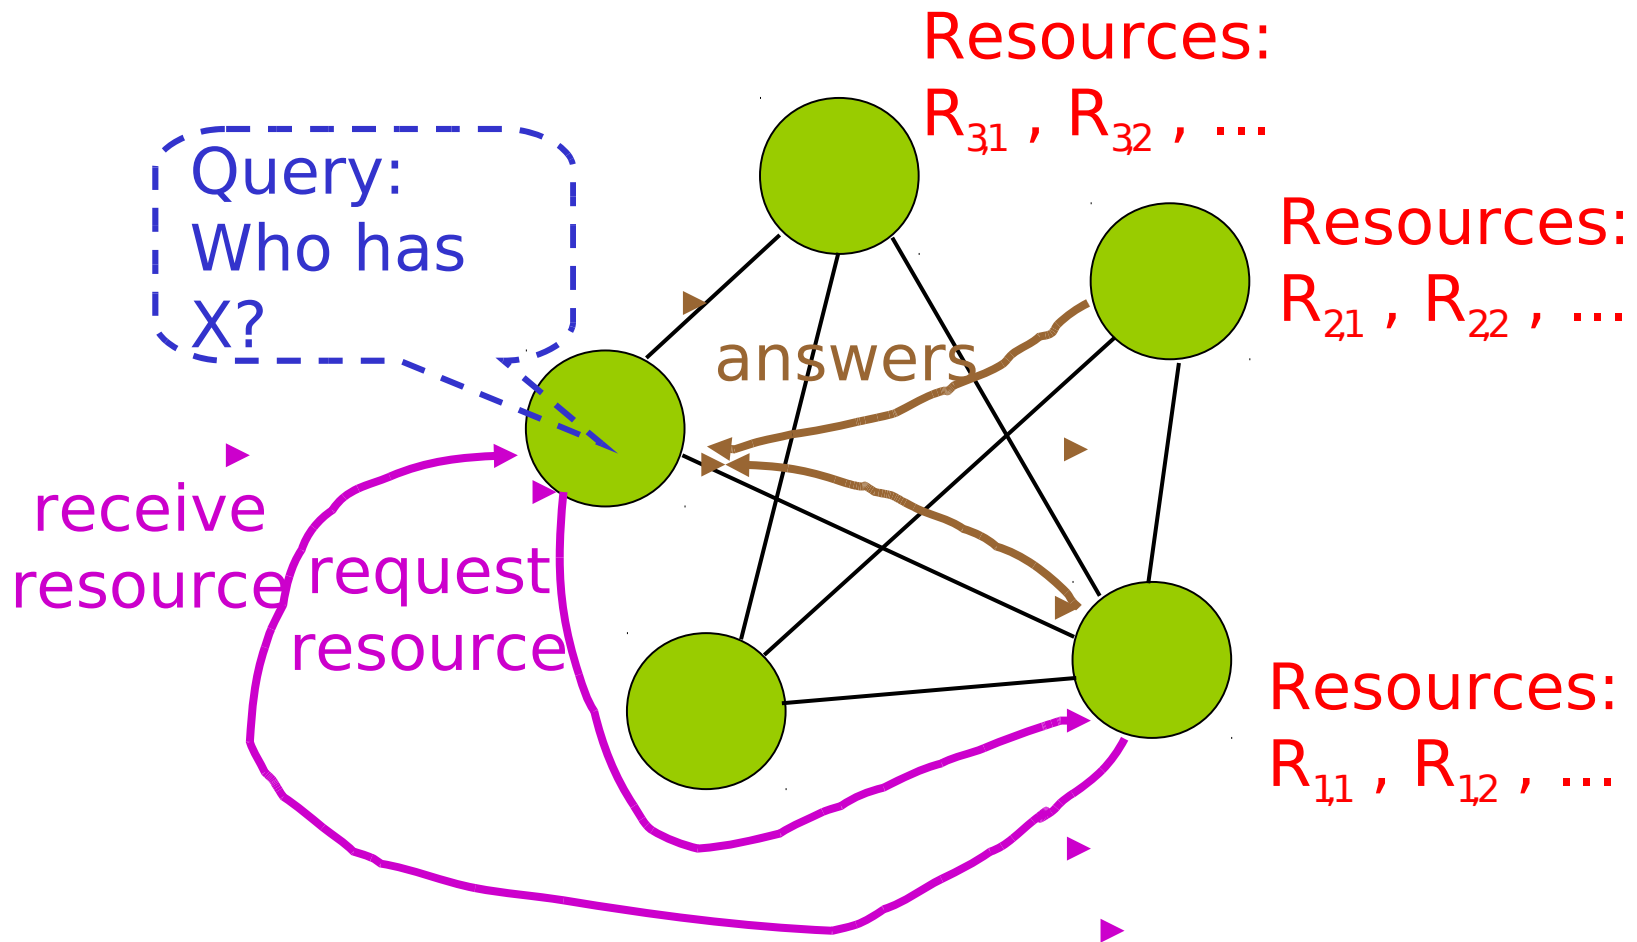 Resources:
R3,1 , R3,2 , ...
Query:
Who has
X?
Resources:
R2,1 , R2,2 , ...
answers
receive
resource
request
resource
Resources:
R1,1 , R1,2 , ...